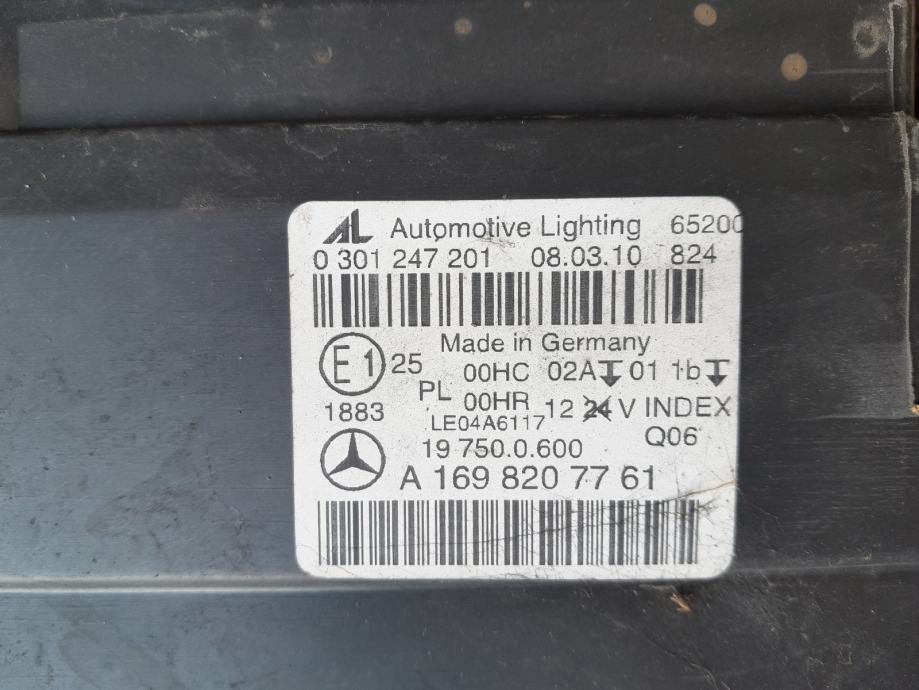 AL Automotive Lighting 65200
0 301 247 201 08.03.10 824
Made in Germany
E1 25 00HC 02A 01 1b
PL 00HR 12 24 V INDEX
1883 LE04A6117 Q06
19 750.0.600
A 169 820 77 61